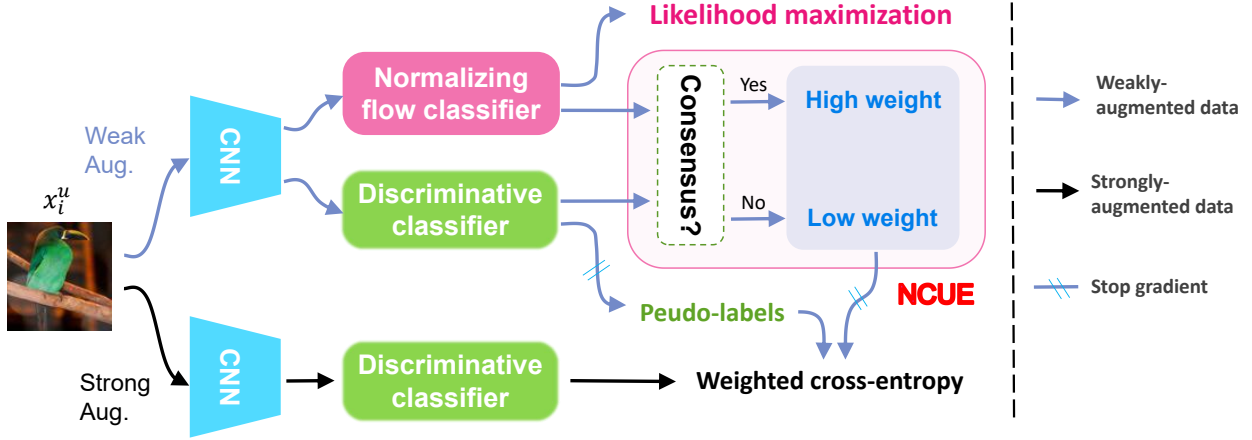 Likelihood maximization
Normalizing
flow classifier
Consensus?
Yes
High weight
No
Low weight
NCUE
Weak
Aug.
CNN
Discriminative
classifier
x_i^u
Peudo-labels
Strong
Aug.
CNN
Discriminative
classifier
Weighted cross-entropy
Weakly-
augmented data
Strongly-
augmented data
Stop gradient